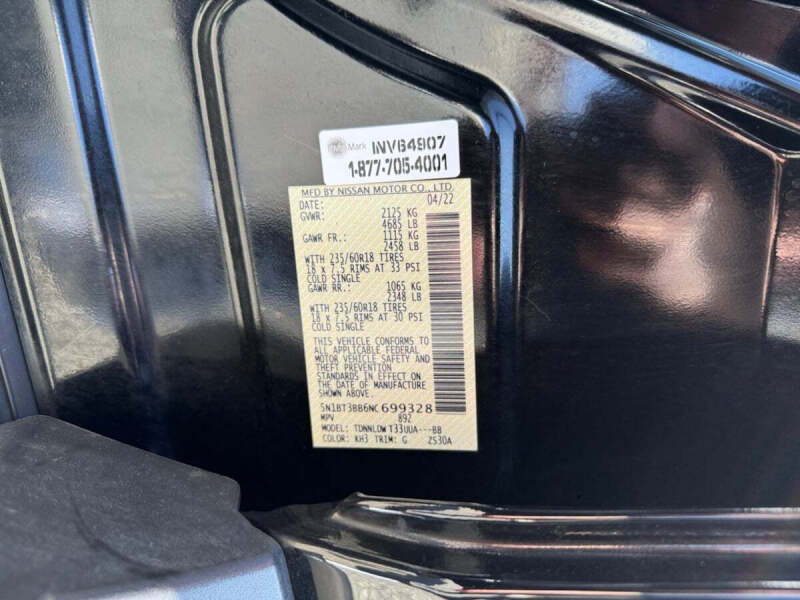 Mark INV64907
1-877-705-4001
MFD BY NISSAN MOTOR CO., LTD.
DATE: 04/22
GVWR: 2125 KG
4685 LB
GAWR FR.: 1115 KG
2458 LB
WITH 235/60R18 TIRES
18 x 7.5 RIMS AT 33 PSI
COLD SINGLE
GAWR RR.: 1065 KG
2348 LB
WITH 235/60R18 TIRES
18 x 7.5 RIMS AT 30 PSI
COLD SINGLE
THIS VEHICLE CONFORMS TO
ALL APPLICABLE FEDERAL
MOTOR VEHICLE SAFETY AND
THEFT PREVENTION
STANDARDS IN EFFECT ON
THE DATE OF MANUFACTURE
SHOWN ABOVE.
5N1BT3BB6NC699328
MPV 892
MODEL: TDNNLDW T33UUA---BB
COLOR: KH3 TRIM: G ZS30A